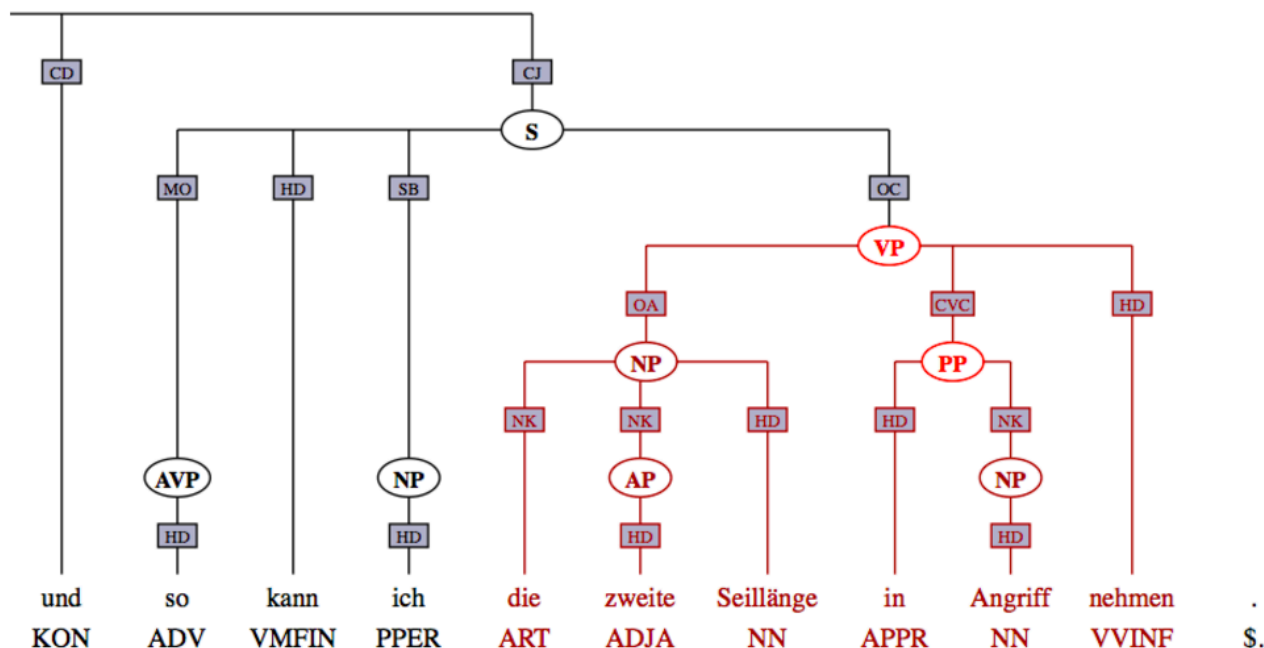 CD CJ
S
MO HD SB OC
VP
OA CVC HD
NP PP
NK NK HD HD NK
AVP NP AP NP
HD HD HD HD
und so kann ich die zweite Seillänge in Angriff nehmen .
KON ADV VMFIN PPER ART ADJA NN APPR NN VVINF $.